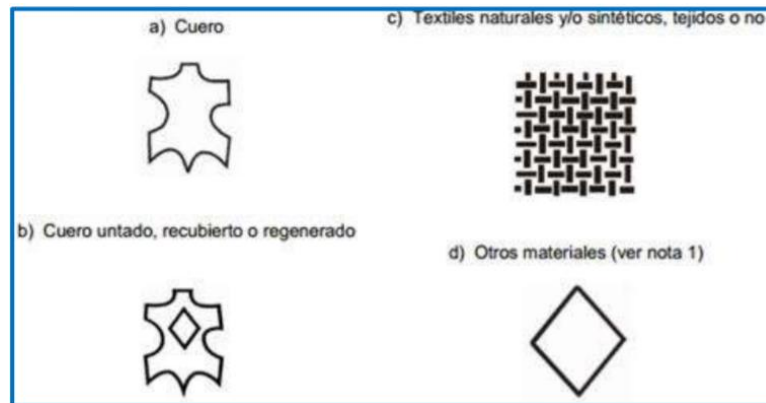 a) Cuero
c) Textiles naturales y/o sintéticos, tejidos o no
b) Cuero untado, recubierto o regenerado
d) Otros materiales (ver nota 1)